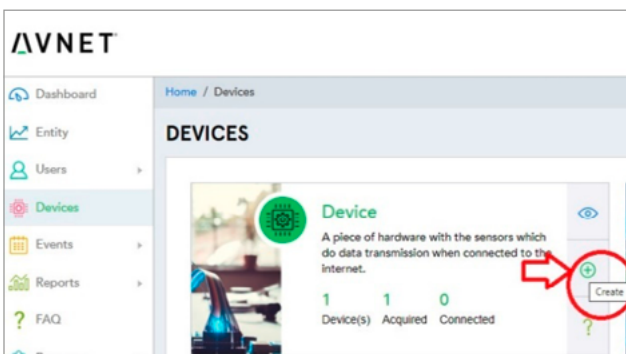 AVNET
Dashboard
Entity
Users
Devices
Events
Reports
FAQ
Home / Devices
DEVICES
Device
A piece of hardware with the sensors which
do data transmission when connected to the
internet.
1 1 0
Device(s) Acquired Connected
Create
?